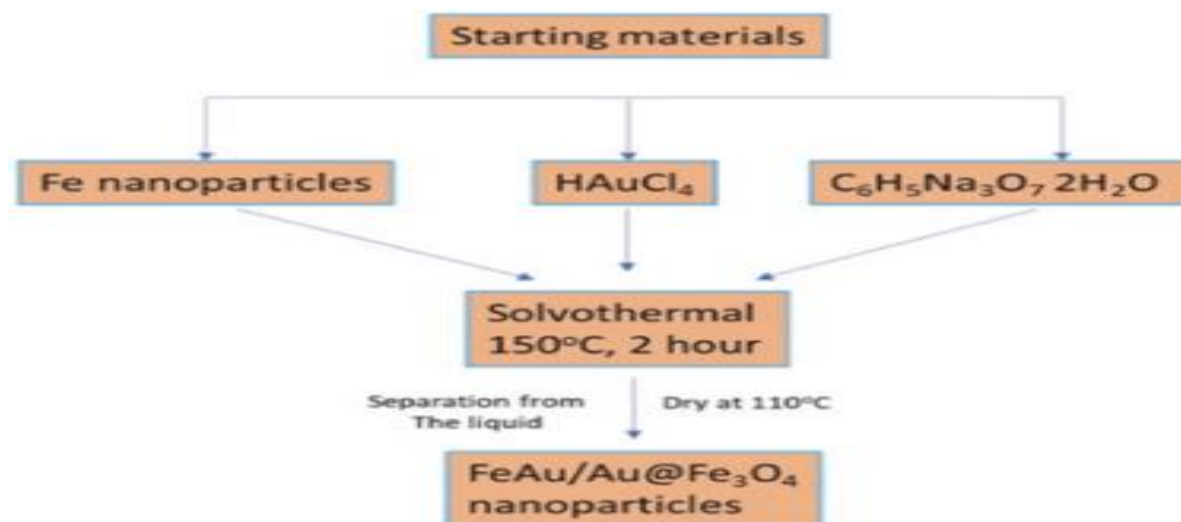 Starting materials
Fe nanoparticles
HAuCl₄
C₆H₅Na₃O₇ 2H₂O
Solvothermal
150°C, 2 hour
Separation from
The liquid
Dry at 110°C
FeAu/Au@Fe₃O₄
nanoparticles